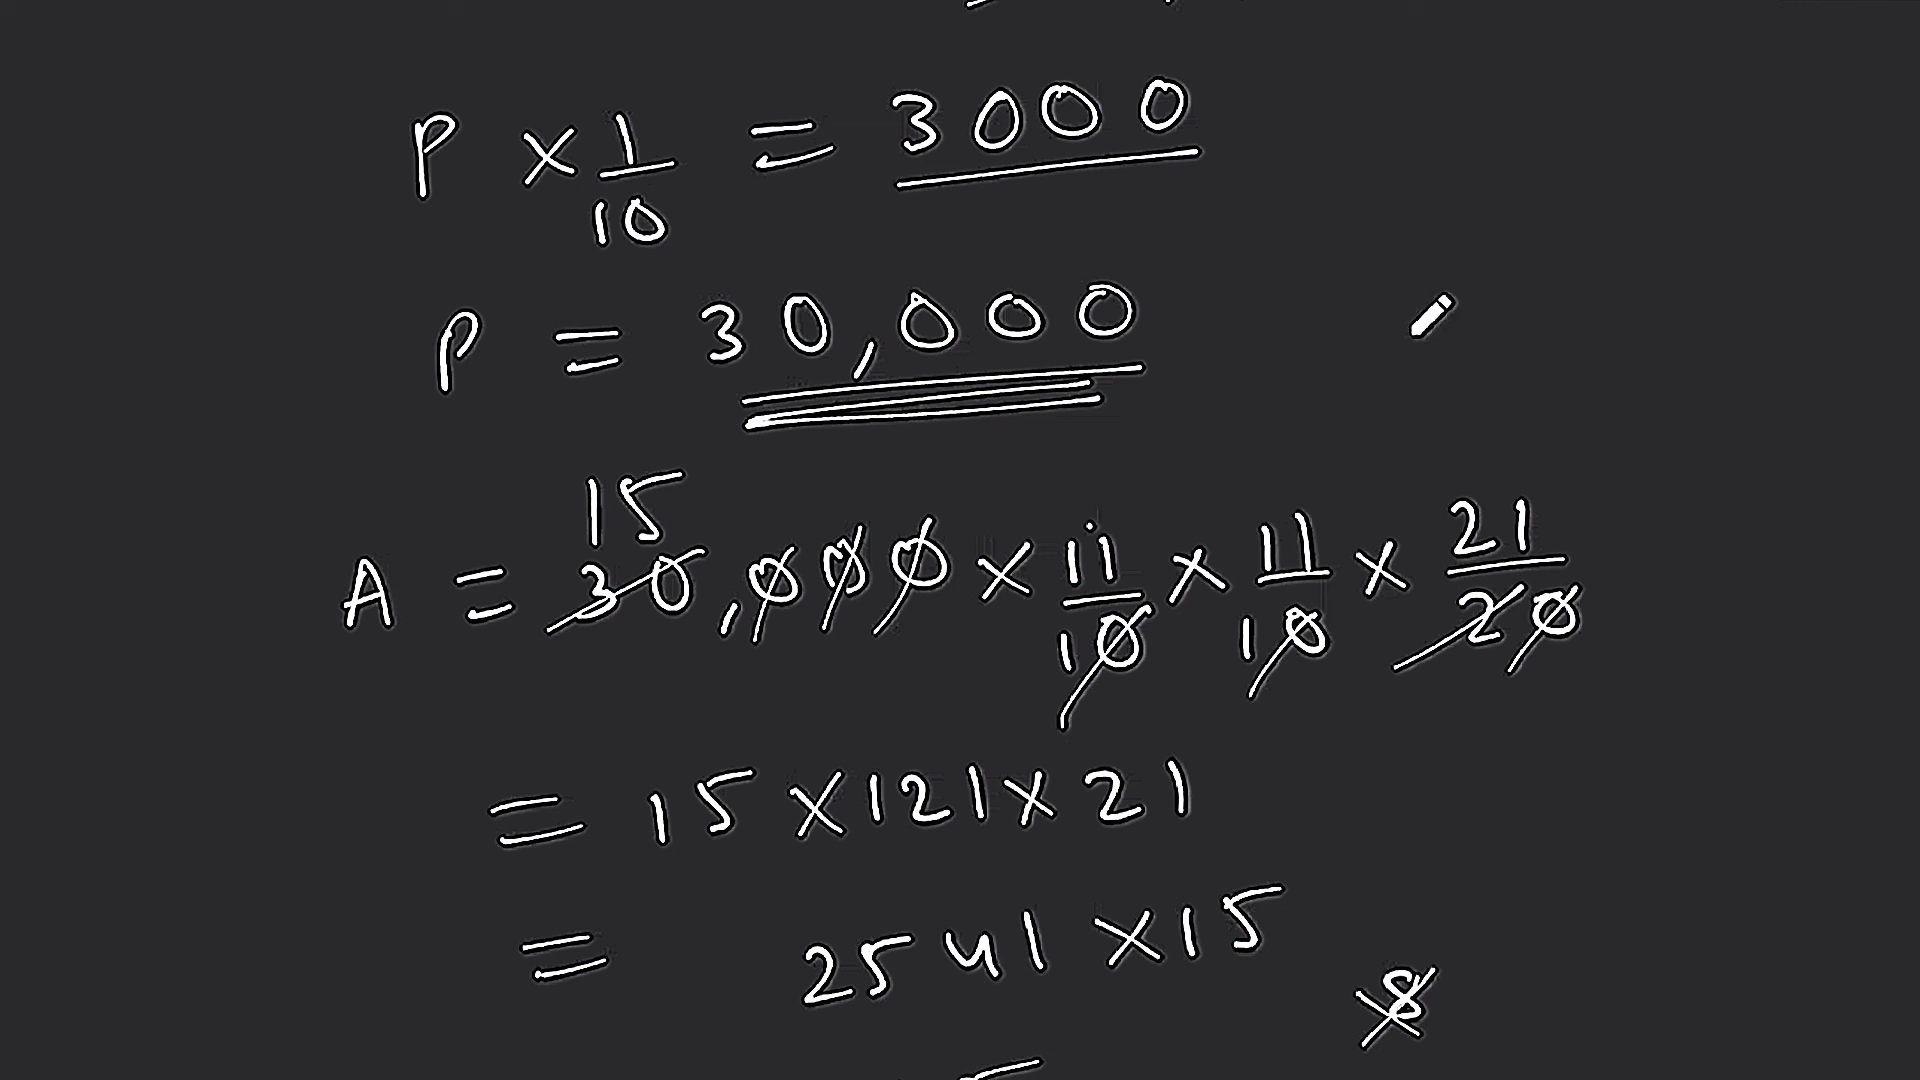 P × 1/10 = 3000
P = 30,000
15
A = 30,000 × 11/10 × 11/10 × 21/20
= 15 × 121 × 21
= 2541 × 15
8